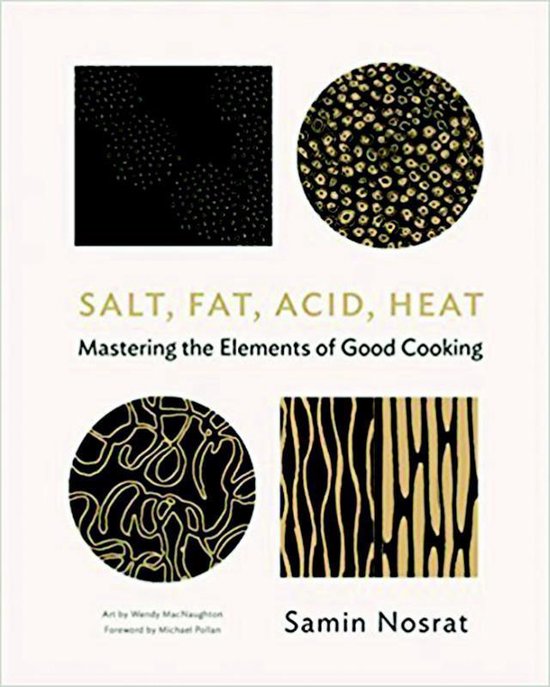 SALT, FAT, ACID, HEAT
Mastering the Elements of Good Cooking
Art by Wendy MacNaughton
Foreword by Michael Pollan
Samin Nosrat